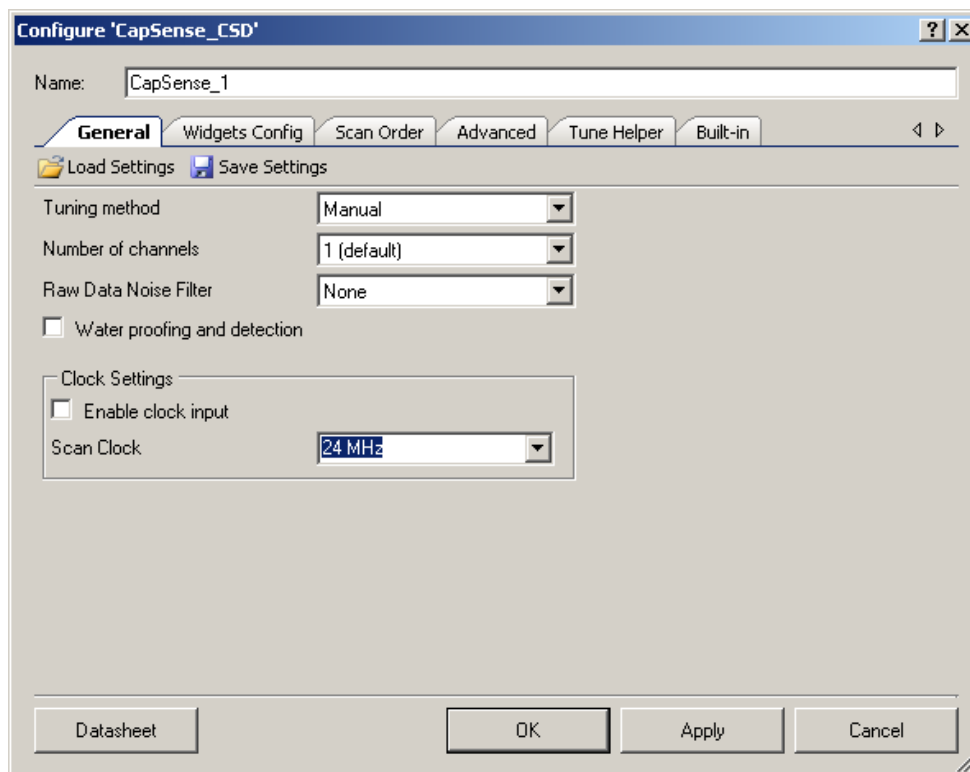 Configure 'CapSense_CSD'
Name: CapSense_1
General Widgets Config Scan Order Advanced Tune Helper Built-in
Load Settings Save Settings
Tuning method Manual
Number of channels 1 (default)
Raw Data Noise Filter None
Water proofing and detection
Clock Settings
Enable clock input
Scan Clock 24 MHz
Datasheet OK Apply Cancel